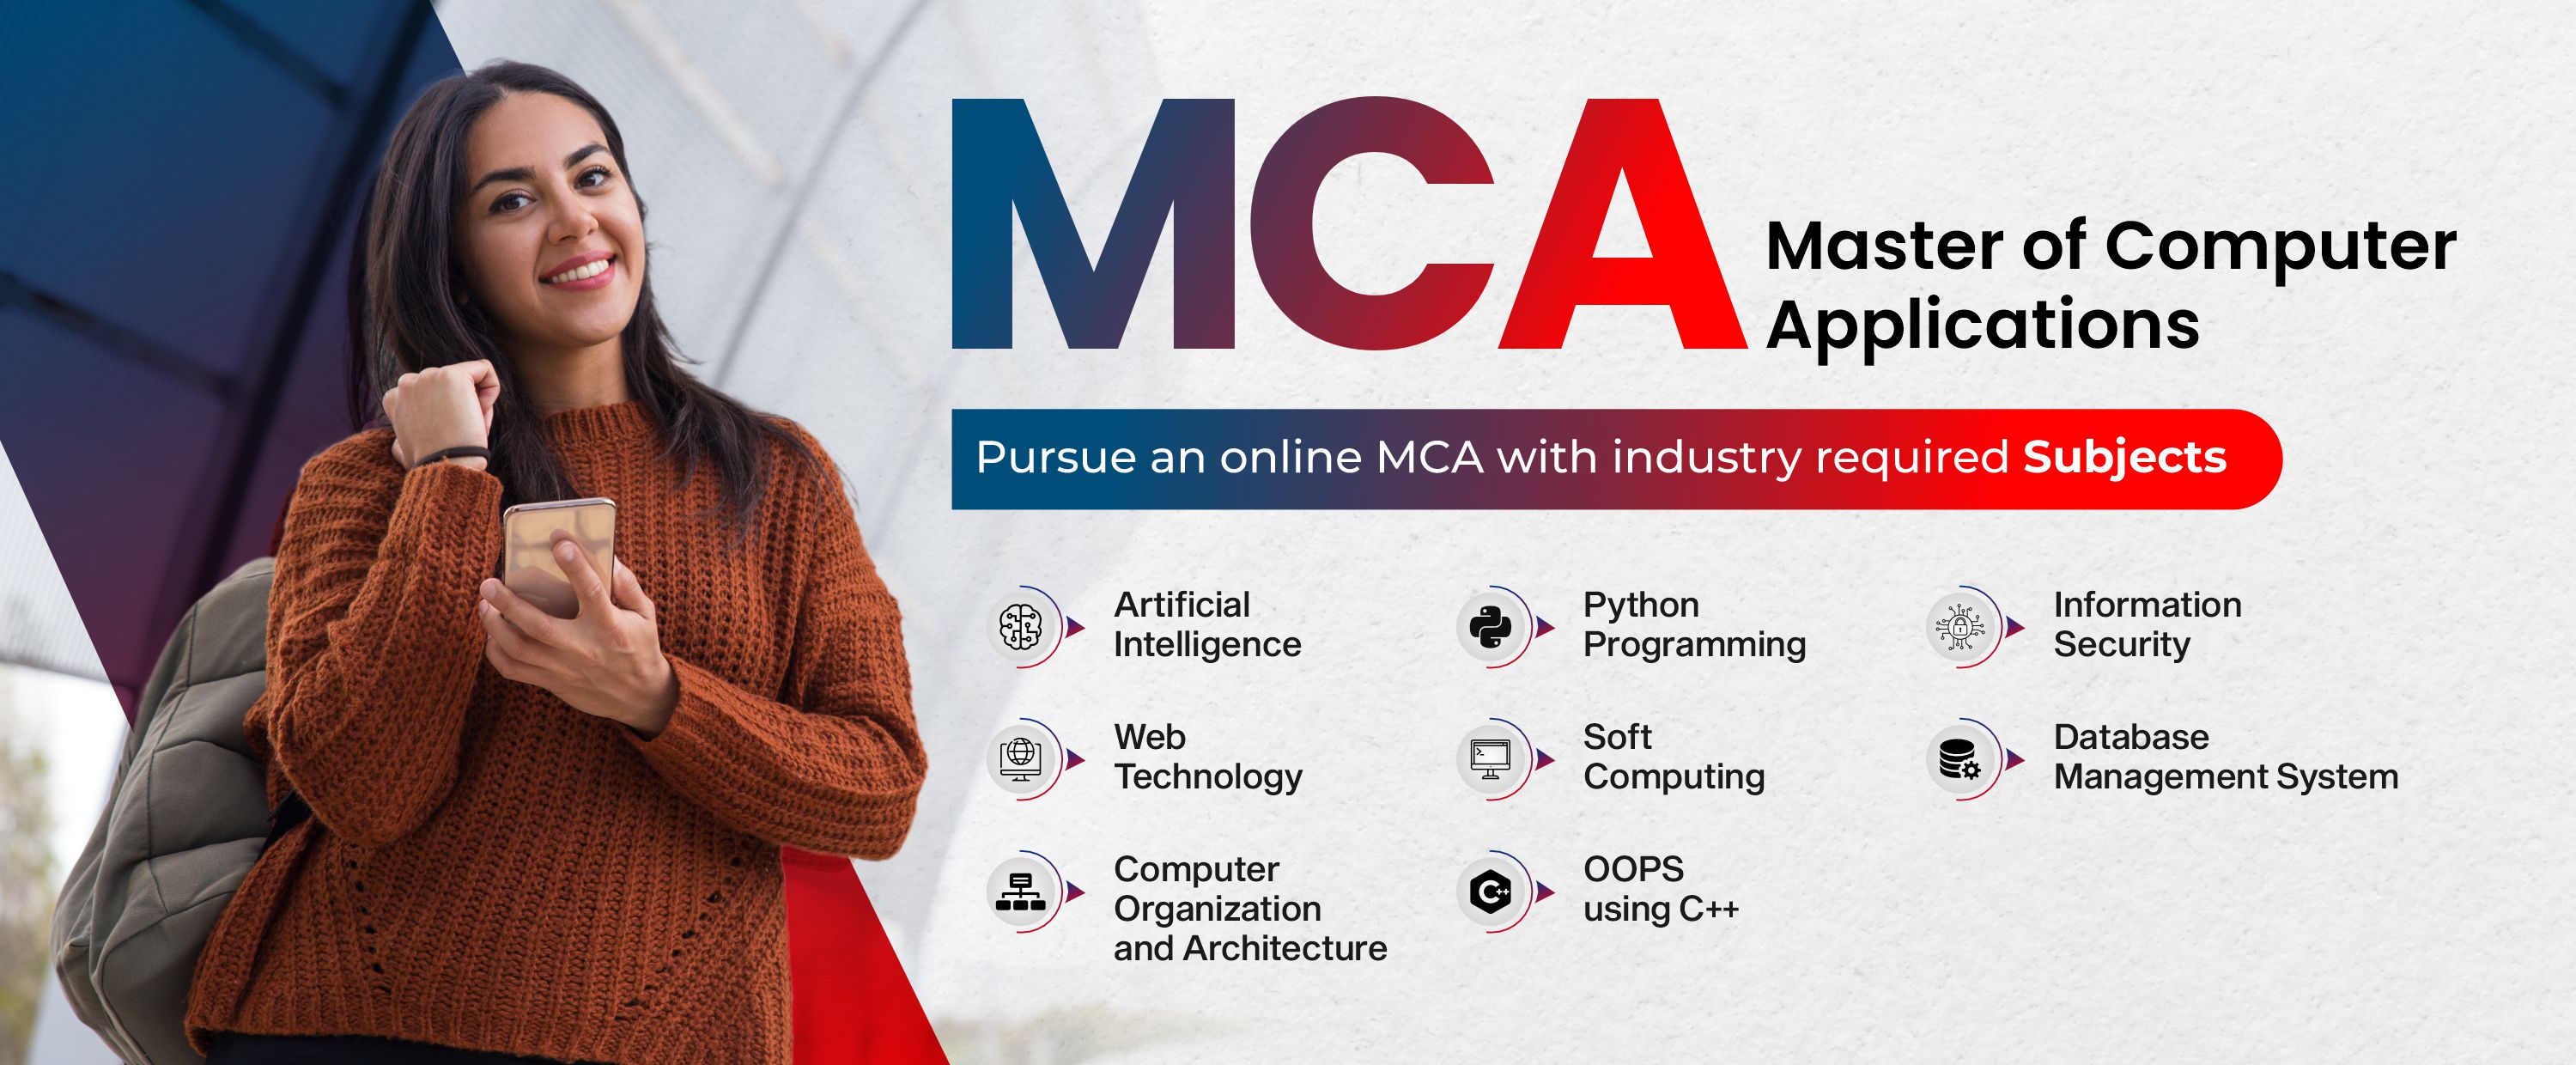 MCA
Master of Computer
Applications
Pursue an online MCA with industry required Subjects
Artificial
Intelligence
Python
Programming
Information
Security
Web
Technology
Soft
Computing
Database
Management System
Computer
Organization
and Architecture
OOPS
using C++